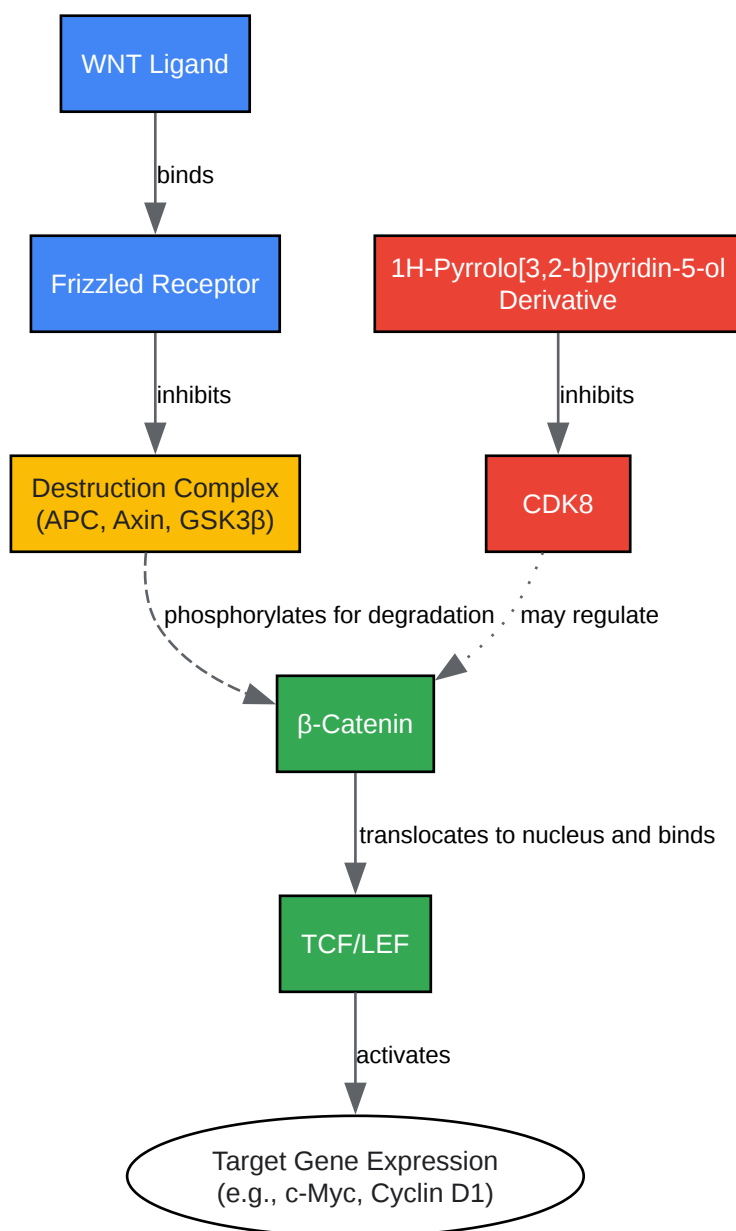 WNT Ligand
binds
Frizzled Receptor
1H-Pyrrolo[3,2-b]pyridin-5-ol
Derivative
inhibits
inhibits
Destruction Complex
(APC, Axin, GSK3β)
CDK8
phosphorylates for degradation
may regulate
β-Catenin
translocates to nucleus and binds
TCF/LEF
activates
Target Gene Expression
(e.g., c-Myc, Cyclin D1)